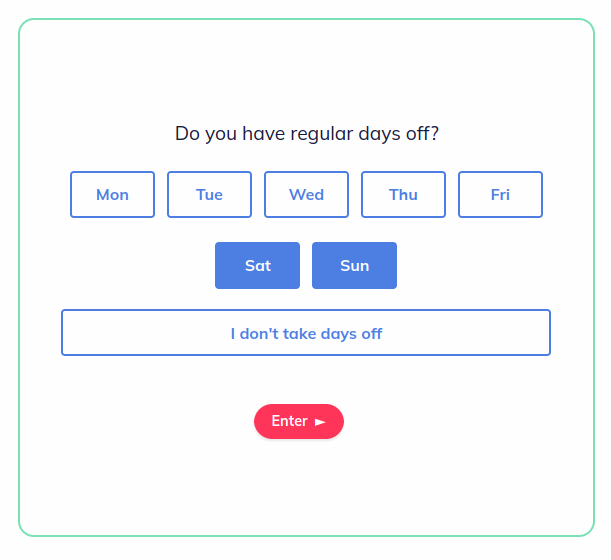 Do you have regular days off?
Mon Tue Wed Thu Fri
Sat Sun
I don't take days off
Enter ►